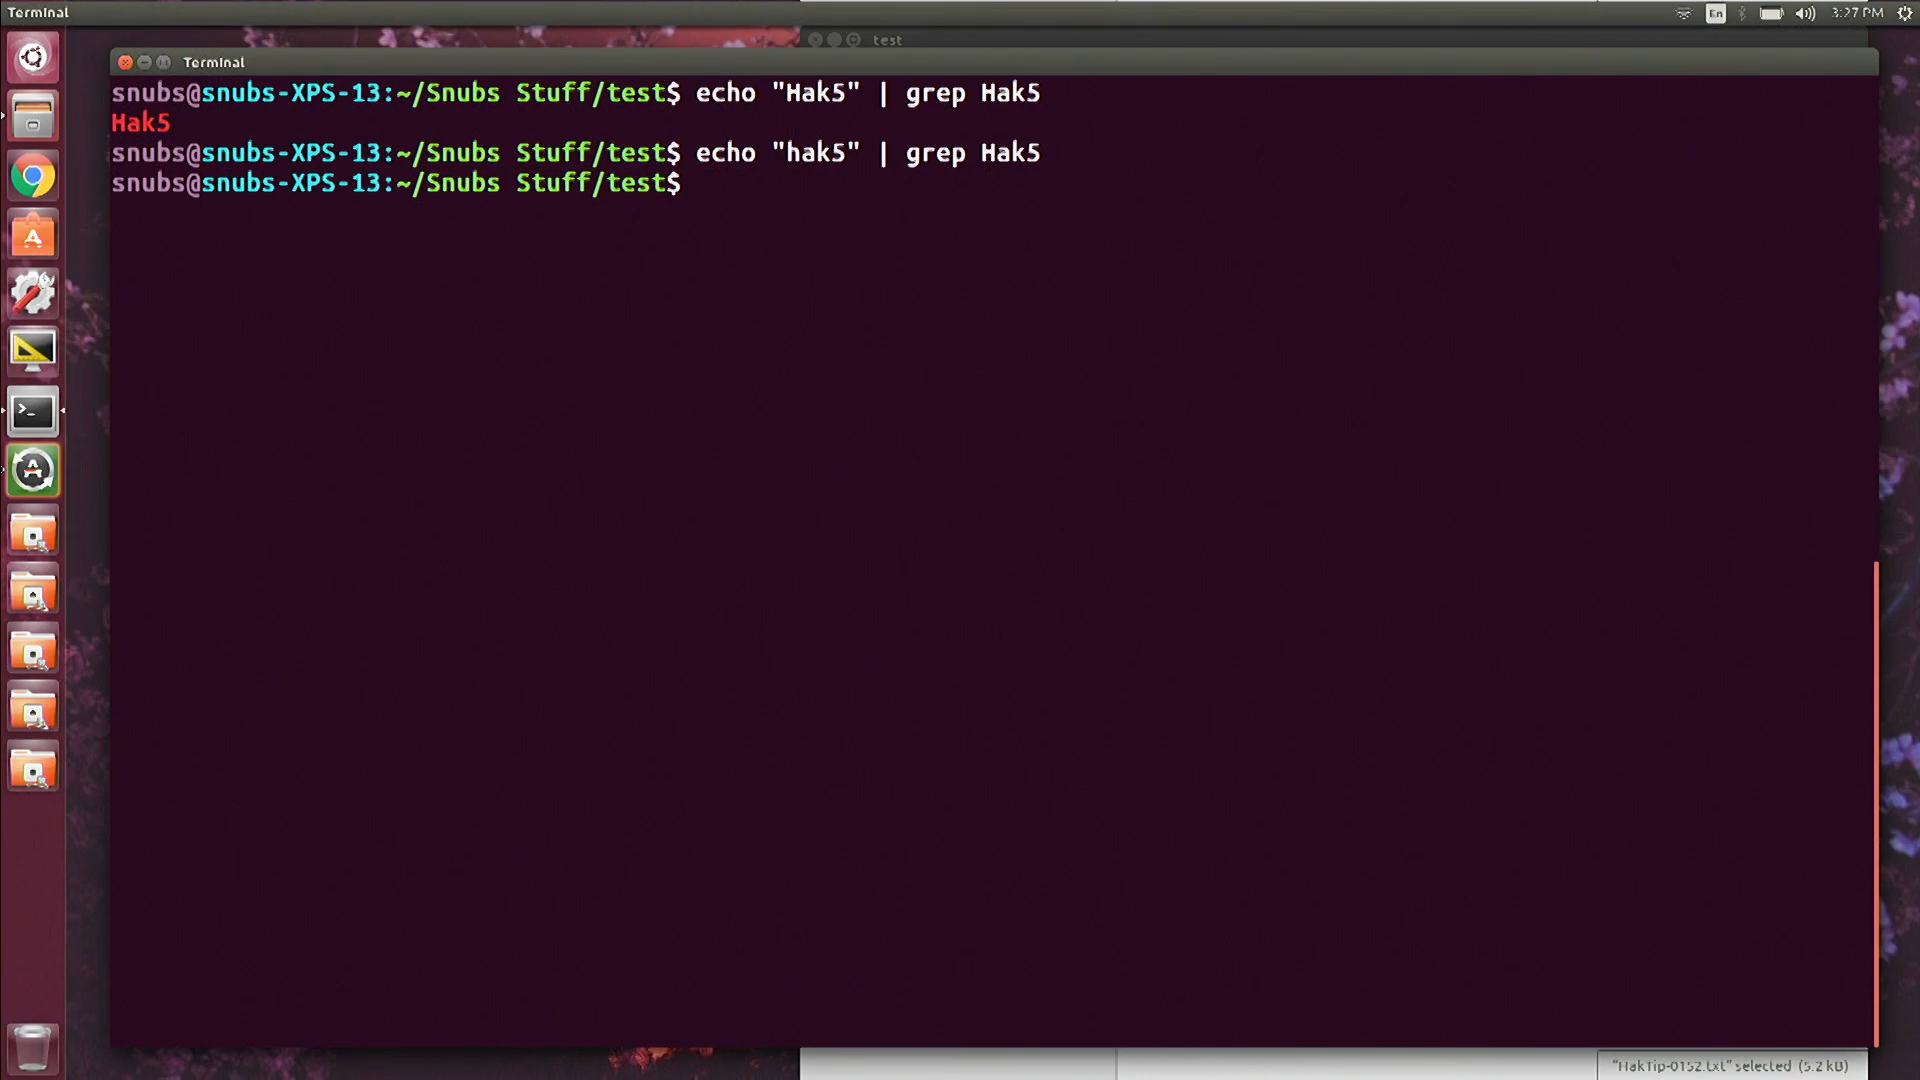 Terminal
En
3:27 PM
test
Terminal
snubs@snubs-XPS-13:~/Snubs Stuff/test$ echo "Hak5" | grep Hak5
Hak5
snubs@snubs-XPS-13:~/Snubs Stuff/test$ echo "hak5" | grep Hak5
snubs@snubs-XPS-13:~/Snubs Stuff/test$
"HakTip-0152.txt" selected (5.2 kB)